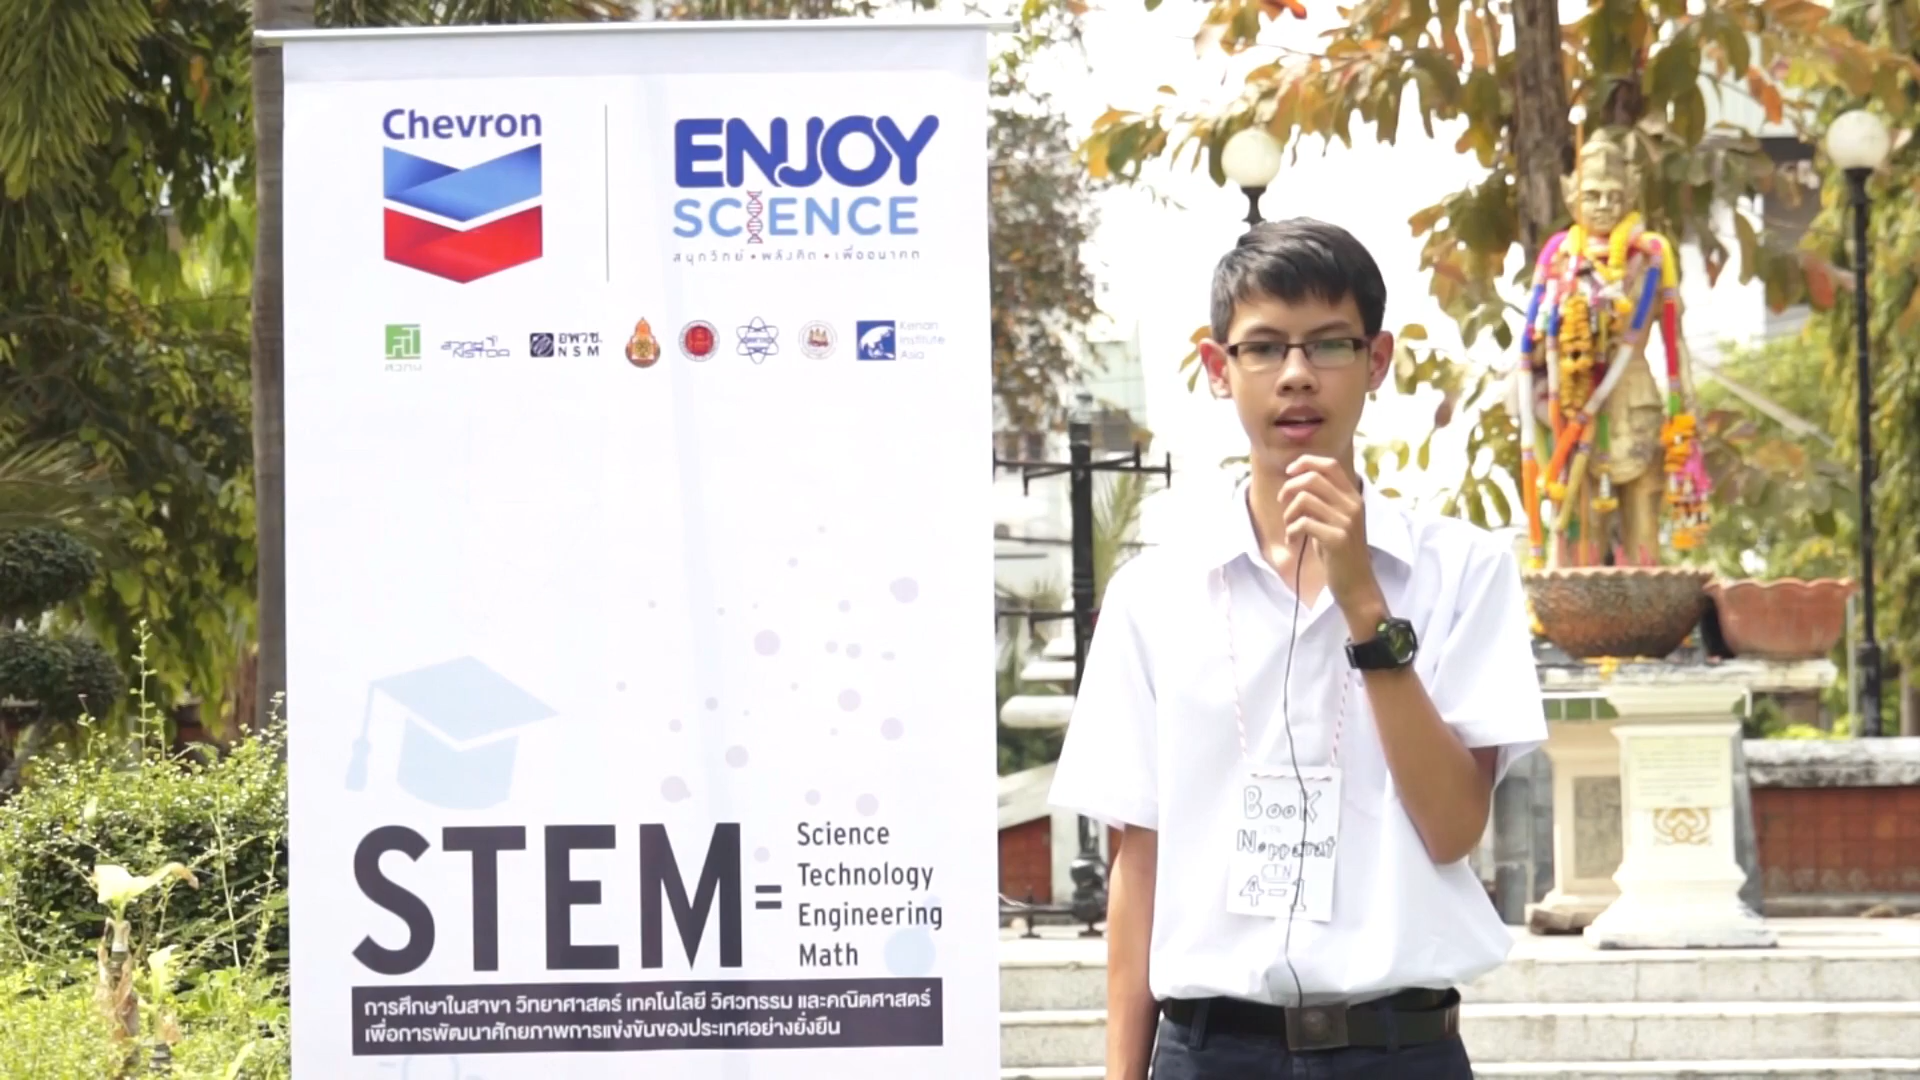 Chevron
ENJOY
SCIENCE
สนุกวิทย์ • พลังคิด • เพื่ออนาคต
สวทช
NSTDA
อพวช.
NSM
Kenan
Institute
Asia
STEM =
Science
Technology
Engineering
Math
การศึกษาในสาขา วิทยาศาสตร์ เทคโนโลยี วิศวกรรม และคณิตศาสตร์
เพื่อการพัฒนาศักยภาพการแข่งขันของประเทศอย่างยั่งยืน
Book
Nopparat
CTN
4-1